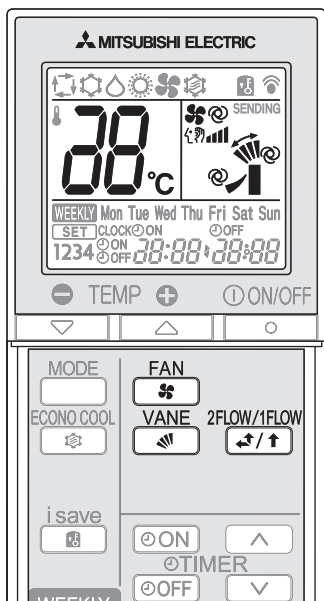 MITSUBISHI ELECTRIC
SENDING
88°C
WEEKLY Mon Tue Wed Thu Fri Sat Sun
SET CLOCK ON OFF
1234 ON OFF 88:88 88:88
TEMP ON/OFF
MODE FAN
ECONO COOL VANE 2FLOW/1FLOW
/
i save
ON
TIMER
OFF
WEEKLY